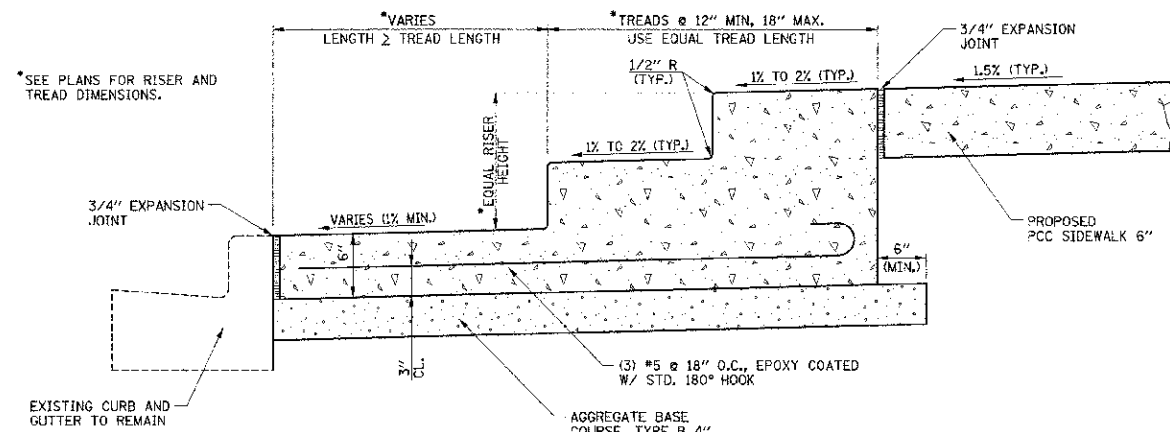 *VARIES
LENGTH ≥ TREAD LENGTH
*TREADS @ 12" MIN, 18" MAX.
USE EQUAL TREAD LENGTH
3/4" EXPANSION
JOINT
*SEE PLANS FOR RISER AND
TREAD DIMENSIONS.
1/2" R
(TYP.)
1% TO 2% (TYP.)
1.5% (TYP.)
*EQUAL RISER
HEIGHT
1% TO 2% (TYP.)
3/4" EXPANSION
JOINT
VARIES (1% MIN.)
6"
PROPOSED
PCC SIDEWALK 6"
6"
(MIN.)
3"
CL.
(3) #5 @ 18" O.C., EPOXY COATED
W/ STD. 180° HOOK
EXISTING CURB AND
GUTTER TO REMAIN
AGGREGATE BASE
COURSE, TYPE B 4"